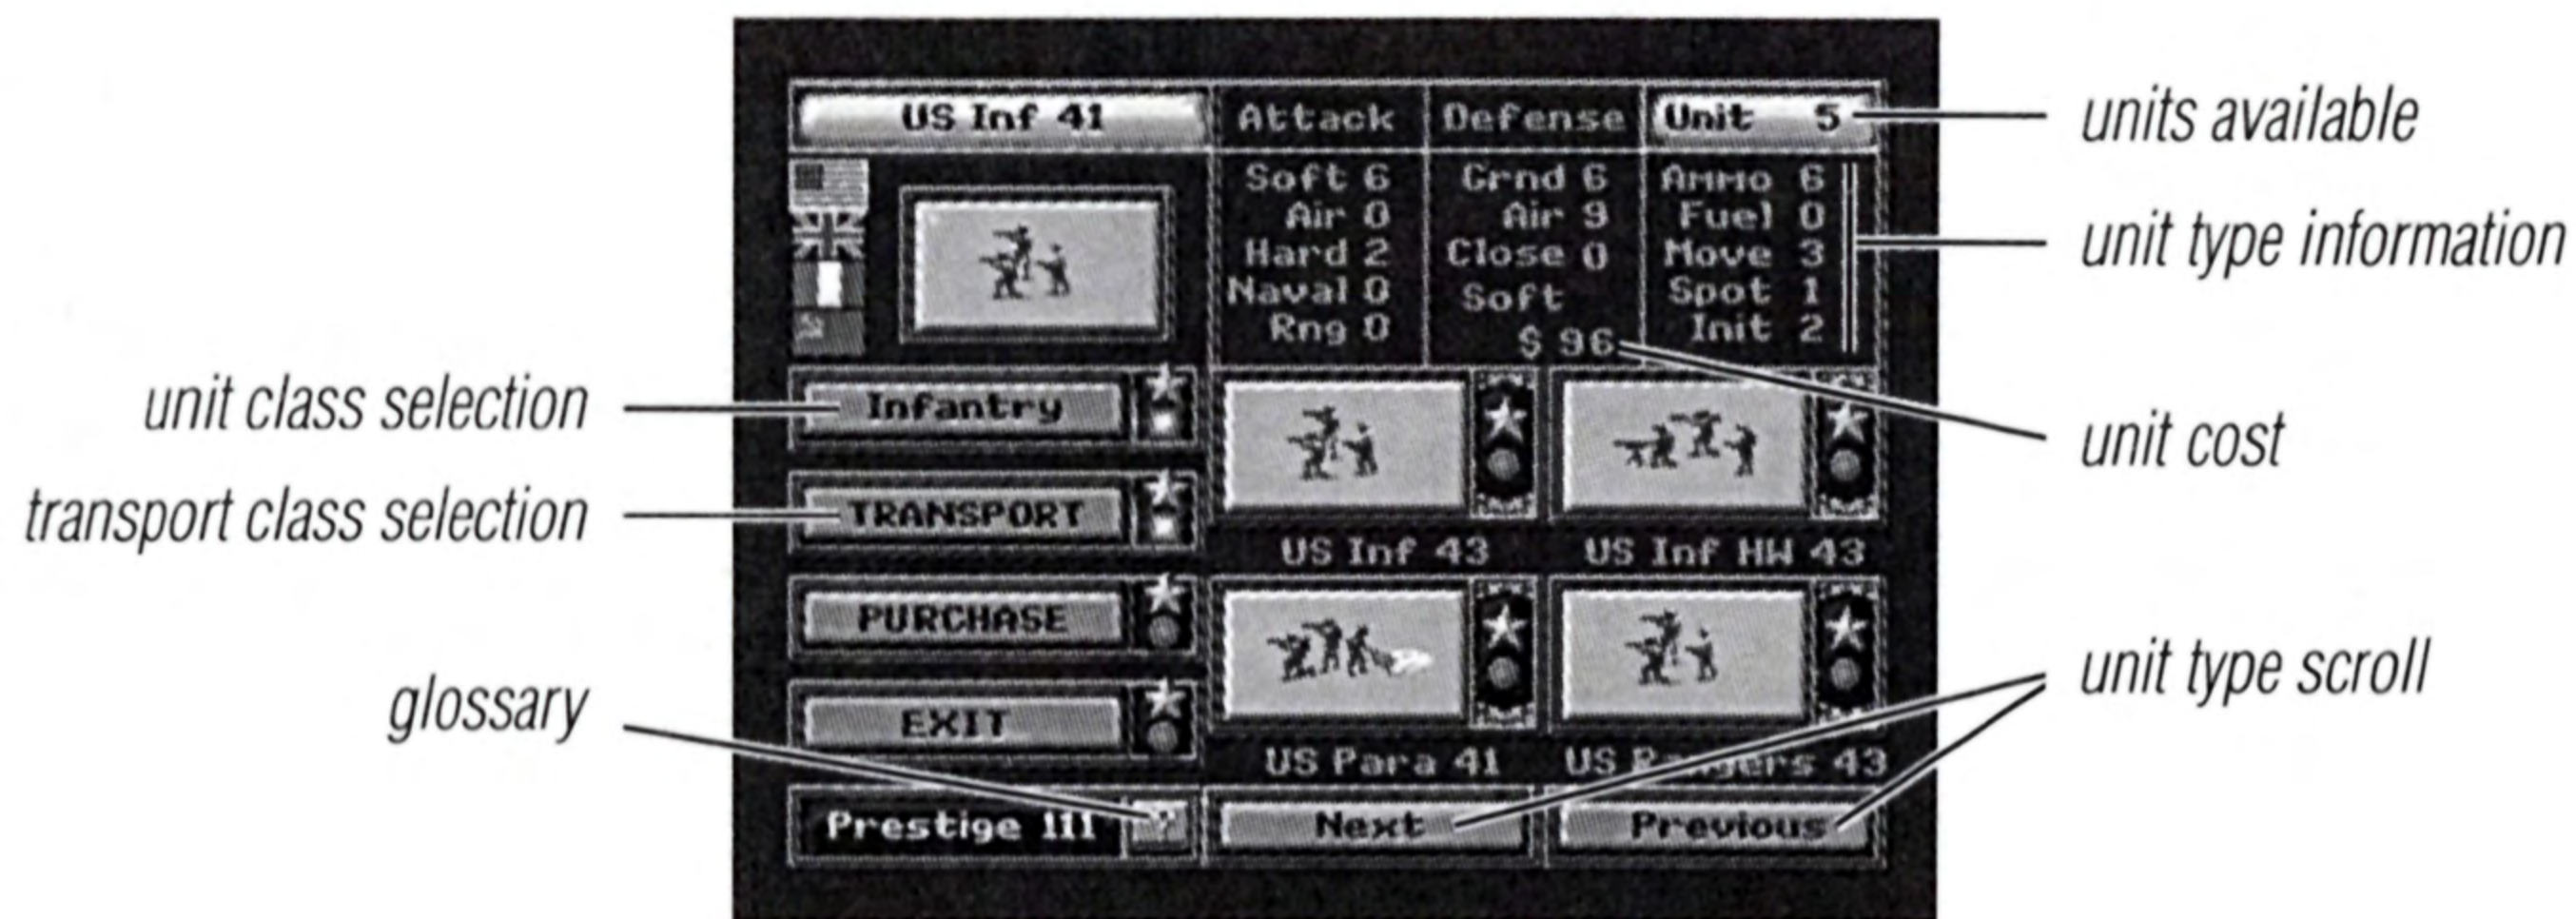 US Inf 41 Attack Defense Unit 5
Soft 6 Grnd 6 Ammo 6
Air 0 Air 9 Fuel 0
Hard 2 Close 0 Move 3
Naval 0 Soft Spot 1
Rng 0 $ 96 Init 2
Infantry
TRANSPORT
US Inf 43 US Inf HW 43
PURCHASE
EXIT
US Para 41 US Rangers 43
Prestige 111 ? Next Previous
units available
unit type information
unit class selection
unit cost
transport class selection
unit type scroll
glossary